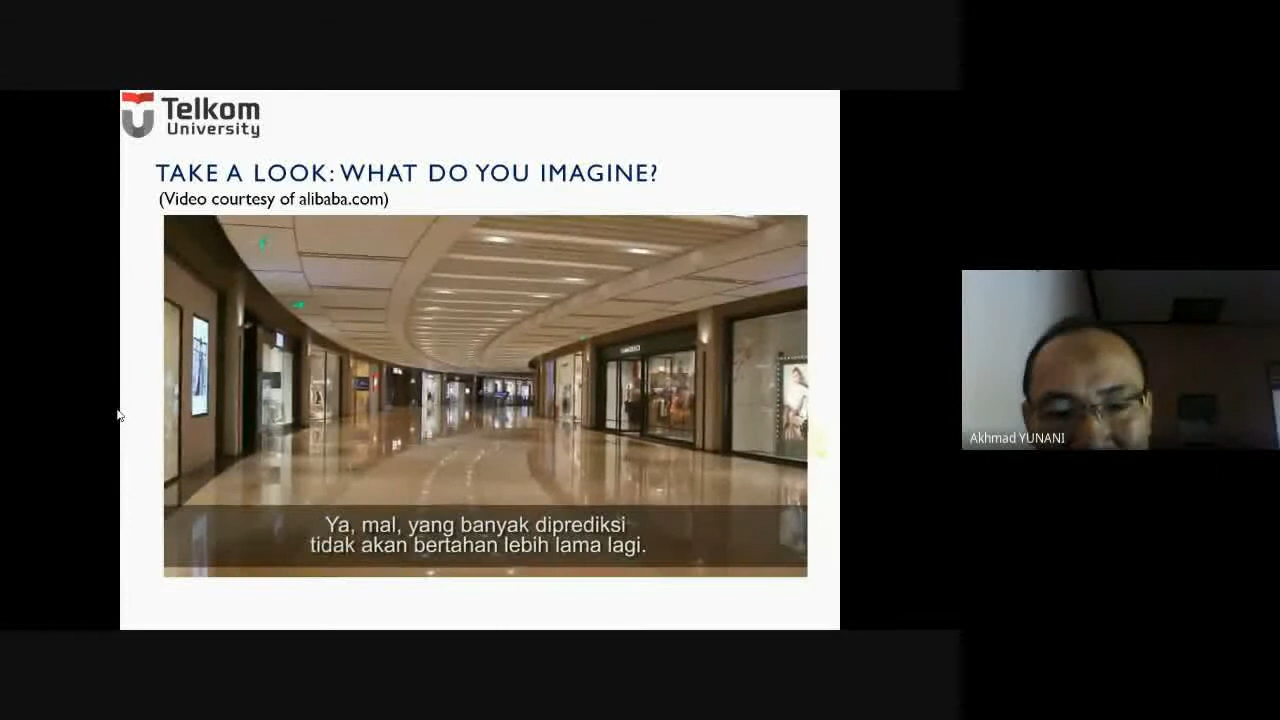 Telkom
University
TAKE A LOOK: WHAT DO YOU IMAGINE?
(Video courtesy of alibaba.com)
Ya, mal, yang banyak diprediksi
tidak akan bertahan lebih lama lagi.
Akhmad YUNANI